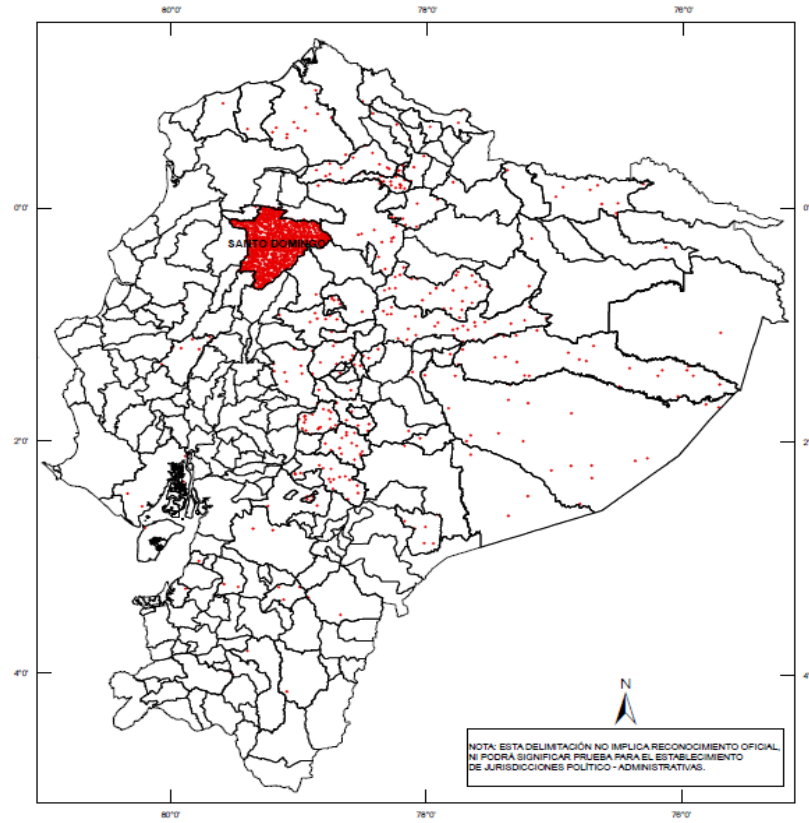 80°0' 78°0' 76°0'
0°0' 0°
SANTO DOMINGO
2°0' 2°
4°0' 4°
N
NOTA: ESTA DELIMITACIÓN NO IMPLICA RECONOCIMIENTO OFICIAL,
NI PODRÁ SIGNIFICAR PRUEBA PARA EL ESTABLECIMIENTO
DE JURISDICCIONES POLÍTICO - ADMINISTRATIVAS.
80°0' 78°0' 76°0'